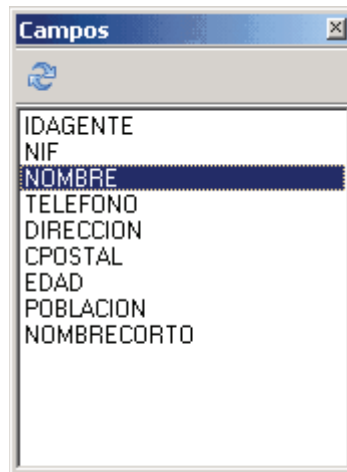 Campos
IDAGENTE
NIF
NOMBRE
TELEFONO
DIRECCION
CPOSTAL
EDAD
POBLACION
NOMBRECORTO